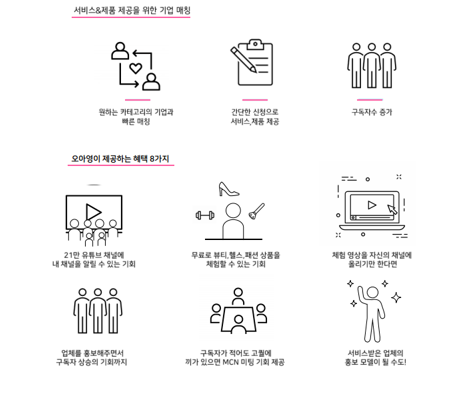 서비스&제품 제공을 위한 기업 매칭
원하는 카테고리의 기업과
빠른 매칭
간단한 신청으로
서비스,제품 제공
구독자수 증가
오아영이 제공하는 혜택 8가지
21만 유튜브 채널에
내 채널을 알릴 수 있는 기회
무료로 뷰티,헬스,패션 상품을
체험할 수 있는 기회
체험 영상을 자신의 채널에
올리기만 한다면
업체를 홍보해주면서
구독자 상승의 기회까지
구독자가 적어도 고퀄에
끼가 있으면 MCN 미팅 기회 제공
서비스받은 업체의
홍보 모델이 될 수도!